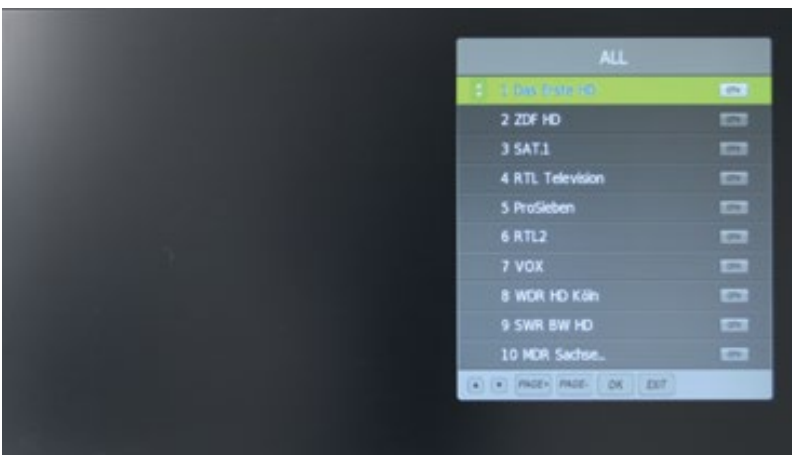 ALL
1 Das Erste HD
2 ZDF HD
3 SAT.1
4 RTL Television
5 ProSieben
6 RTL2
7 VOX
8 WDR HD Köln
9 SWR BW HD
10 MDR Sachse..
PAGE+ PAGE- OK EXIT